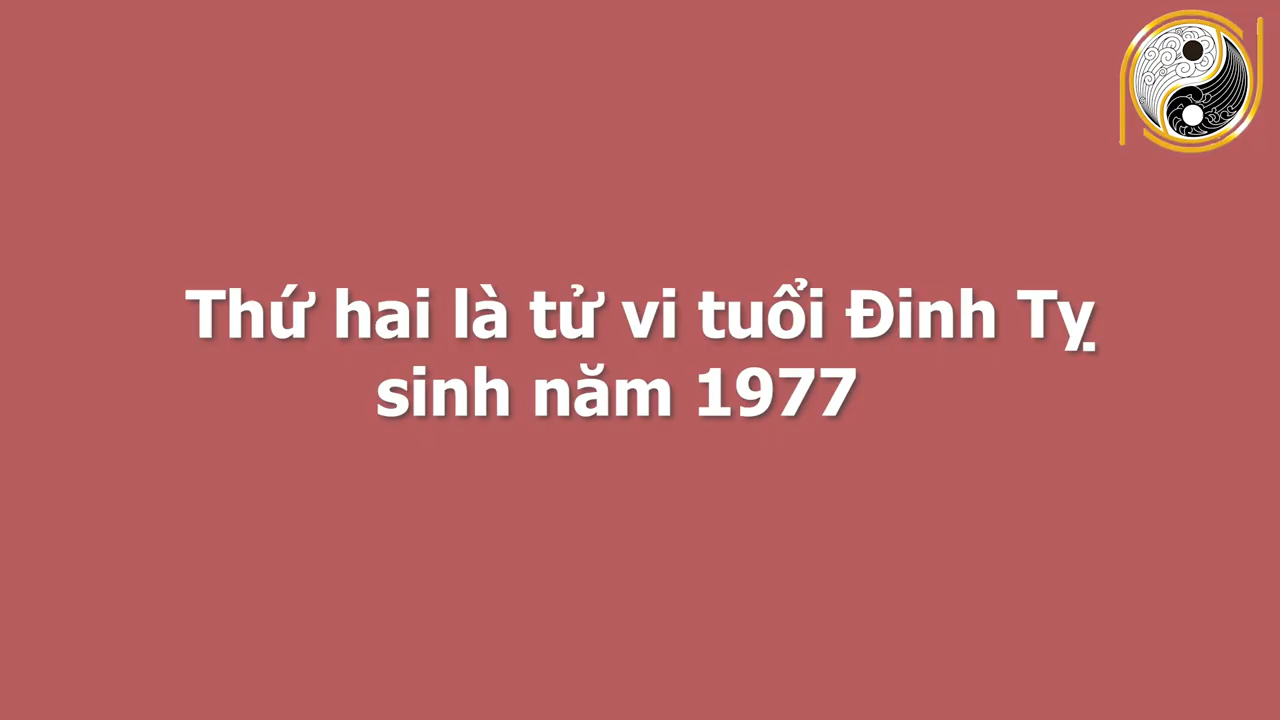 Thứ hai là tử vi tuổi Đinh Tỵ
sinh năm 1977